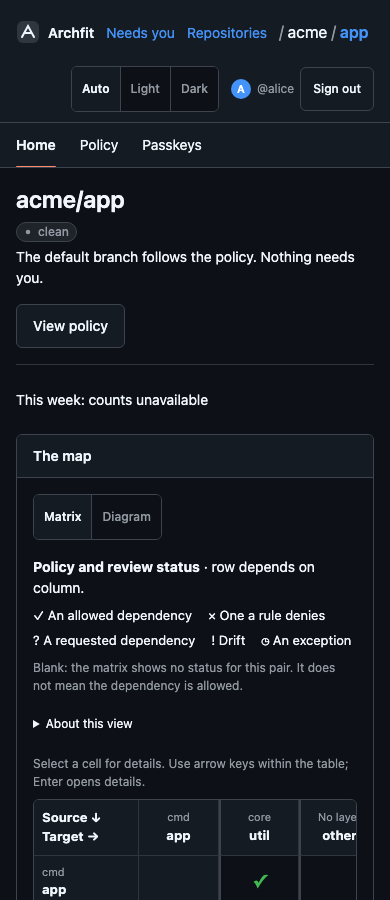 Archfit Needs you Repositories / acme / app
Auto Light Dark A @alice Sign out
Home Policy Passkeys
acme/app
clean
The default branch follows the policy. Nothing needs
you.
View policy
This week: counts unavailable
The map
Matrix Diagram
Policy and review status · row depends on
column.
✓ An allowed dependency × One a rule denies
? A requested dependency ! Drift ◷ An exception
Blank: the matrix shows no status for this pair. It does
not mean the dependency is allowed.
▶ About this view
Select a cell for details. Use arrow keys within the table;
Enter opens details.
Source ↓ cmd core No laye
Target → app util other
cmd
app ✓